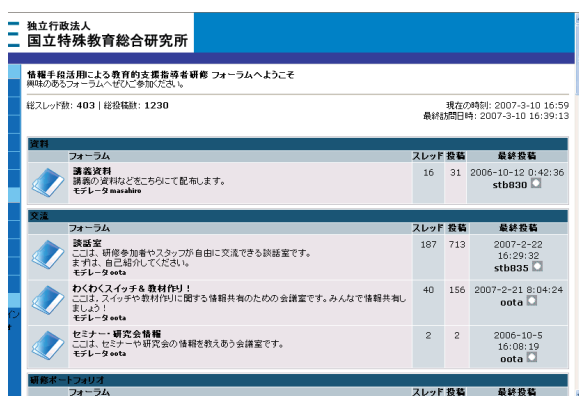 独立行政法人
国立特殊教育総合研究所
情報手段活用による教育的支援指導者研修 フォーラムへようこそ
興味のあるフォーラムへぜひご参加ください。
総スレッド数: 403 | 総投稿数: 1230
現在の時刻: 2007-3-10 16:59
最終訪問日時: 2007-3-10 16:39:13
資料
フォーラム スレッド 投稿 最終投稿
講義資料 16 31 2006-10-12 0:42:36
講義の資料などをこちらにて配布します。 stb830
モデレータ masahiro
交流
フォーラム スレッド 投稿 最終投稿
談話室 187 713 2007-2-22
ここは、研修参加者やスタッフが自由に交流できる談話室です。 16:29:32
まずは、自己紹介してください。 stb835
モデレータ oota
わくわくスイッチ& 教材作り! 40 156 2007-2-21 8:04:24
ここは、スイッチや教材作りに関する情報共有のための会議室です。みんなで情報共有し oota
ましょう!
モデレータ oota
セミナー・研究会情報 2 2 2006-10-5
ここは、セミナーや研究会の情報を教えあう会議室です。 16:08:19
モデレータ oota oota
研修ポートフォリオ
フォーラム スレッド 投稿 最終投稿